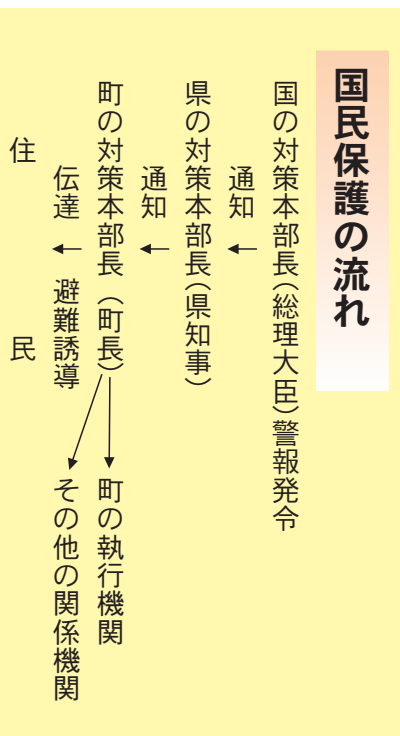 国民保護の流れ
国の対策本部長（総理大臣）警報発令
通知
県の対策本部長（県知事）
通知
町の対策本部長（町長）
町の執行機関
伝達
避難誘導
その他の関係機関
住民